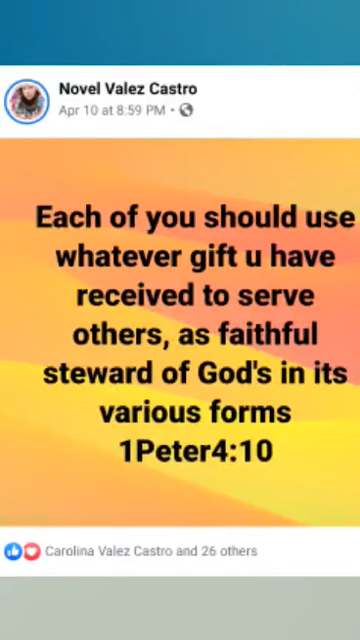 Novel Valez Castro
Apr 10 at 8:59 PM ·
Each of you should use
whatever gift u have
received to serve
others, as faithful
steward of God's in its
various forms
1Peter4:10
Carolina Valez Castro and 26 others